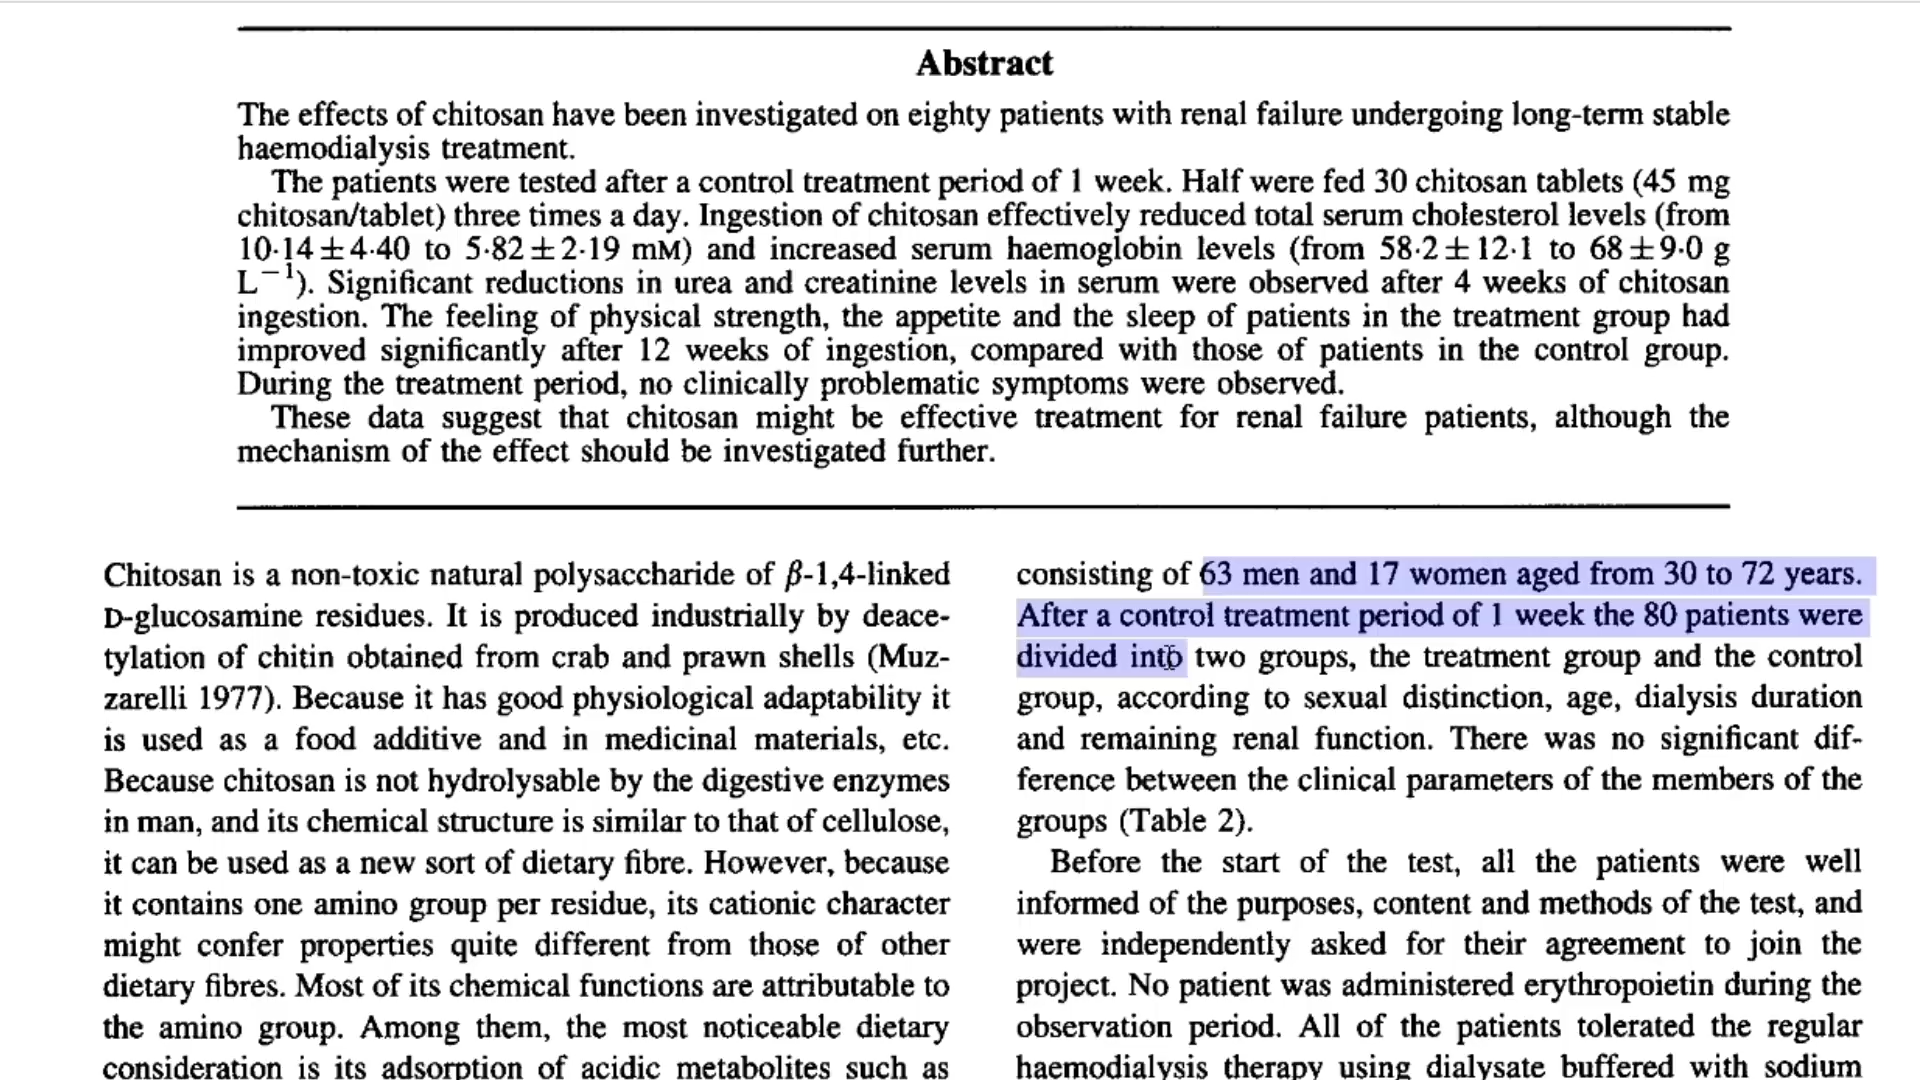 Abstract
The effects of chitosan have been investigated on eighty patients with renal failure undergoing long-term stable
haemodialysis treatment.
The patients were tested after a control treatment period of 1 week. Half were fed 30 chitosan tablets (45 mg
chitosan/tablet) three times a day. Ingestion of chitosan effectively reduced total serum cholesterol levels (from
10·14±4·40 to 5·82±2·19 mM) and increased serum haemoglobin levels (from 58·2±12·1 to 68±9·0 g
L⁻¹). Significant reductions in urea and creatinine levels in serum were observed after 4 weeks of chitosan
ingestion. The feeling of physical strength, the appetite and the sleep of patients in the treatment group had
improved significantly after 12 weeks of ingestion, compared with those of patients in the control group.
During the treatment period, no clinically problematic symptoms were observed.
These data suggest that chitosan might be effective treatment for renal failure patients, although the
mechanism of the effect should be investigated further.
Chitosan is a non-toxic natural polysaccharide of β-1,4-linked
D-glucosamine residues. It is produced industrially by deace-
tylation of chitin obtained from crab and prawn shells (Muz-
zarelli 1977). Because it has good physiological adaptability it
is used as a food additive and in medicinal materials, etc.
Because chitosan is not hydrolysable by the digestive enzymes
in man, and its chemical structure is similar to that of cellulose,
it can be used as a new sort of dietary fibre. However, because
it contains one amino group per residue, its cationic character
might confer properties quite different from those of other
dietary fibres. Most of its chemical functions are attributable to
the amino group. Among them, the most noticeable dietary
consideration is its adsorption of acidic metabolites such as
consisting of 63 men and 17 women aged from 30 to 72 years.
After a control treatment period of 1 week the 80 patients were
divided into two groups, the treatment group and the control
group, according to sexual distinction, age, dialysis duration
and remaining renal function. There was no significant dif-
ference between the clinical parameters of the members of the
groups (Table 2).
Before the start of the test, all the patients were well
informed of the purposes, content and methods of the test, and
were independently asked for their agreement to join the
project. No patient was administered erythropoietin during the
observation period. All of the patients tolerated the regular
haemodialysis therapy using dialysate buffered with sodium